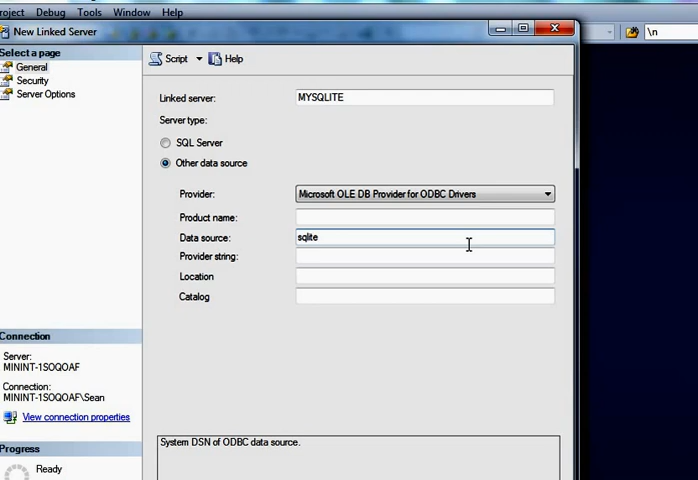 roject Debug Tools Window Help
New Linked Server
\n
Select a page
General
Security
Server Options
Script Help
Linked server: MYSQLITE
Server type:
SQL Server
Other data source
Provider: Microsoft OLE DB Provider for ODBC Drivers
Product name:
Data source: sqlite
Provider string:
Location
Catalog
Connection
Server:
MININT-1SOQOAF
Connection:
MININT-1SOQOAF\Sean
View connection properties
Progress
Ready
System DSN of ODBC data source.